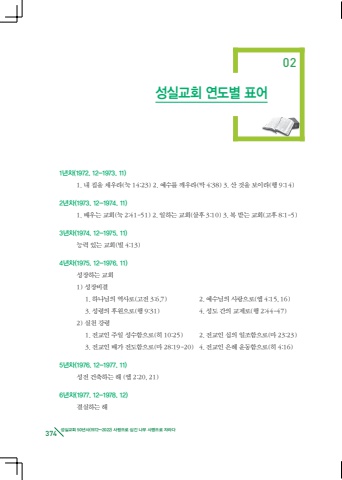 02
성실교회 연도별 표어
1년차(1972. 12~1973. 11)
1. 내 집을 채우라(눅 14:23) 2. 예수를 깨우라(막 4:38) 3. 산 것을 보이라(행 9:14)
2년차(1973. 12~1974. 11)
1. 배우는 교회(눅 2:41~51) 2. 일하는 교회(살후 3:10) 3. 복 받는 교회(고후 8:1~5)
3년차(1974. 12~1975. 11)
능력 있는 교회(빌 4:13)
4년차(1975. 12~1976. 11)
성장하는 교회
1) 성장비결
1. 하나님의 역사로(고전 3:6,7) 2. 예수님의 사랑으로(엡 4:15, 16)
3. 성령의 후원으로(행 9:31) 4. 성도 간의 교제로(행 2:44~47)
2) 실천 강령
1. 전교인 주일 성수함으로(히 10:25) 2. 전교인 십의 일조함으로(마 23:23)
3. 전교인 배가 전도함으로(마 28:19~20) 4. 전교인 은혜 운동함으로(히 4:16)
5년차(1976. 12~1977. 11)
성전 건축하는 해 (엡 2:20, 21)
6년차(1977. 12~1978. 12)
결실하는 해
374 성실교회 50년사(1972~2022) 사랑으로 섬긴 나무 사랑으로